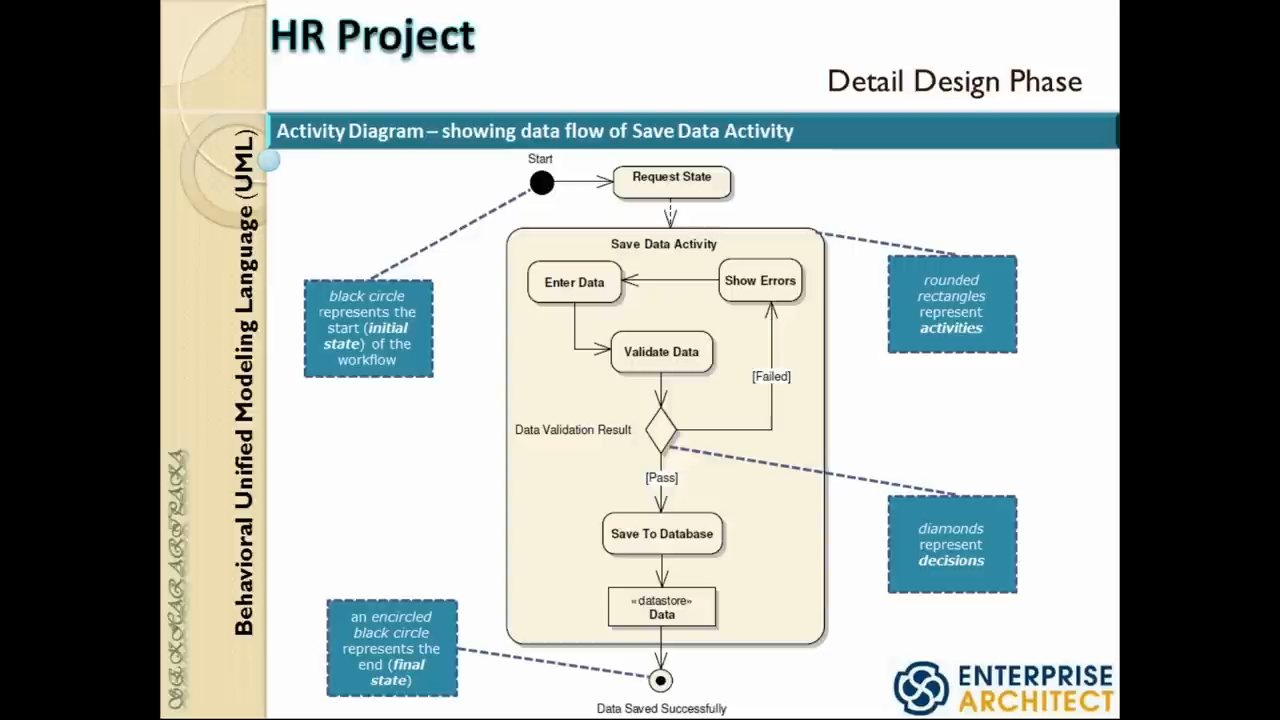 HR Project
Detail Design Phase
Activity Diagram – showing data flow of Save Data Activity
Behavioral Unified Modeling Language (UML)
Start
Request State
Save Data Activity
Enter Data
Show Errors
Validate Data
[Failed]
Data Validation Result
[Pass]
Save To Database
«datastore»
Data
Data Saved Successfully
black circle
represents the
start (initial
state) of the
workflow
rounded
rectangles
represent
activities
diamonds
represent
decisions
an encircled
black circle
represents the
end (final
state)
ENTERPRISE
ARCHITECT